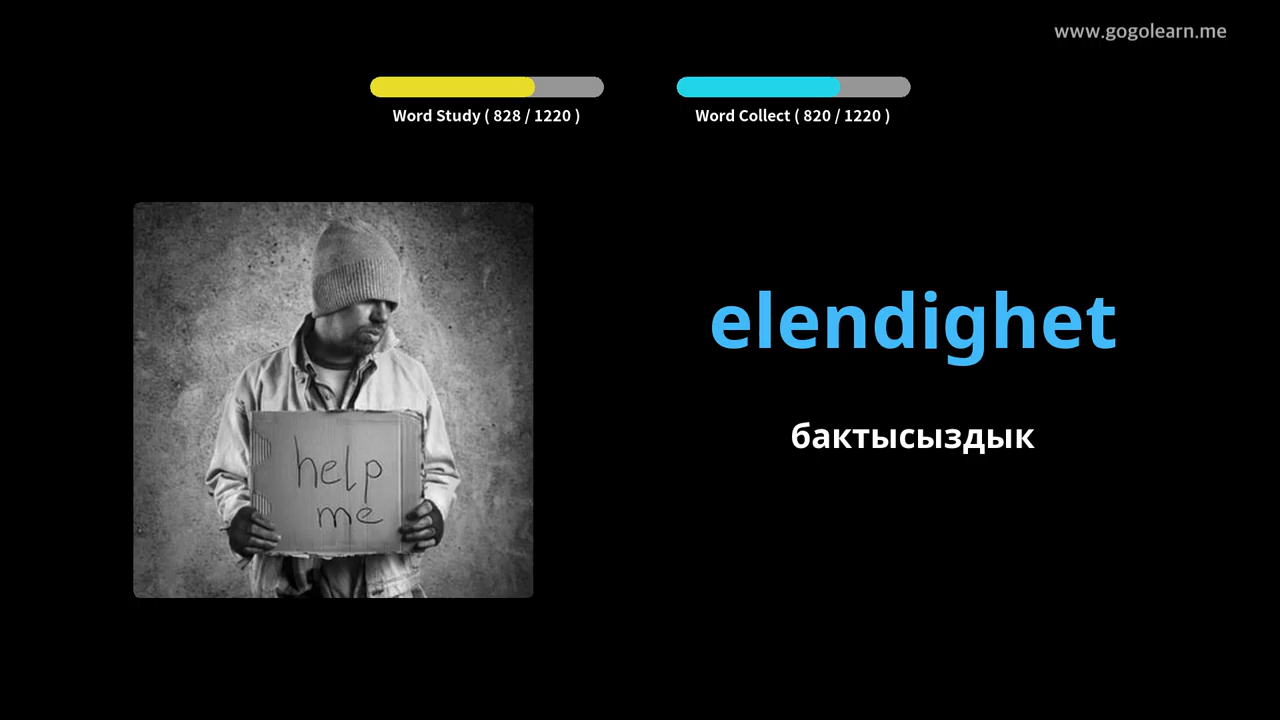 www.gogolearn.me
Word Study ( 828 / 1220 )
Word Collect ( 820 / 1220 )
elendighet
бактысыздык
help
me